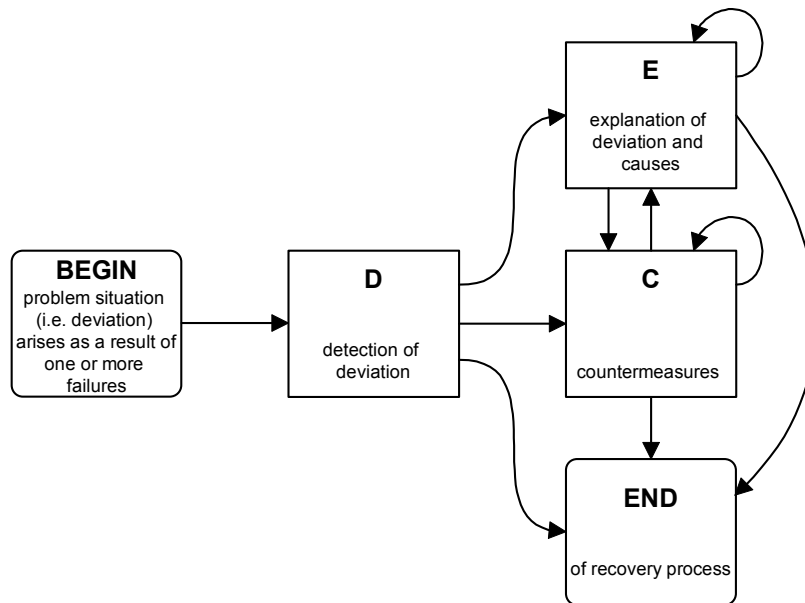 BEGIN
problem situation
(i.e. deviation)
arises as a result of
one or more
failures
D
detection of
deviation
E
explanation of
deviation and
causes
C
countermeasures
END
of recovery process